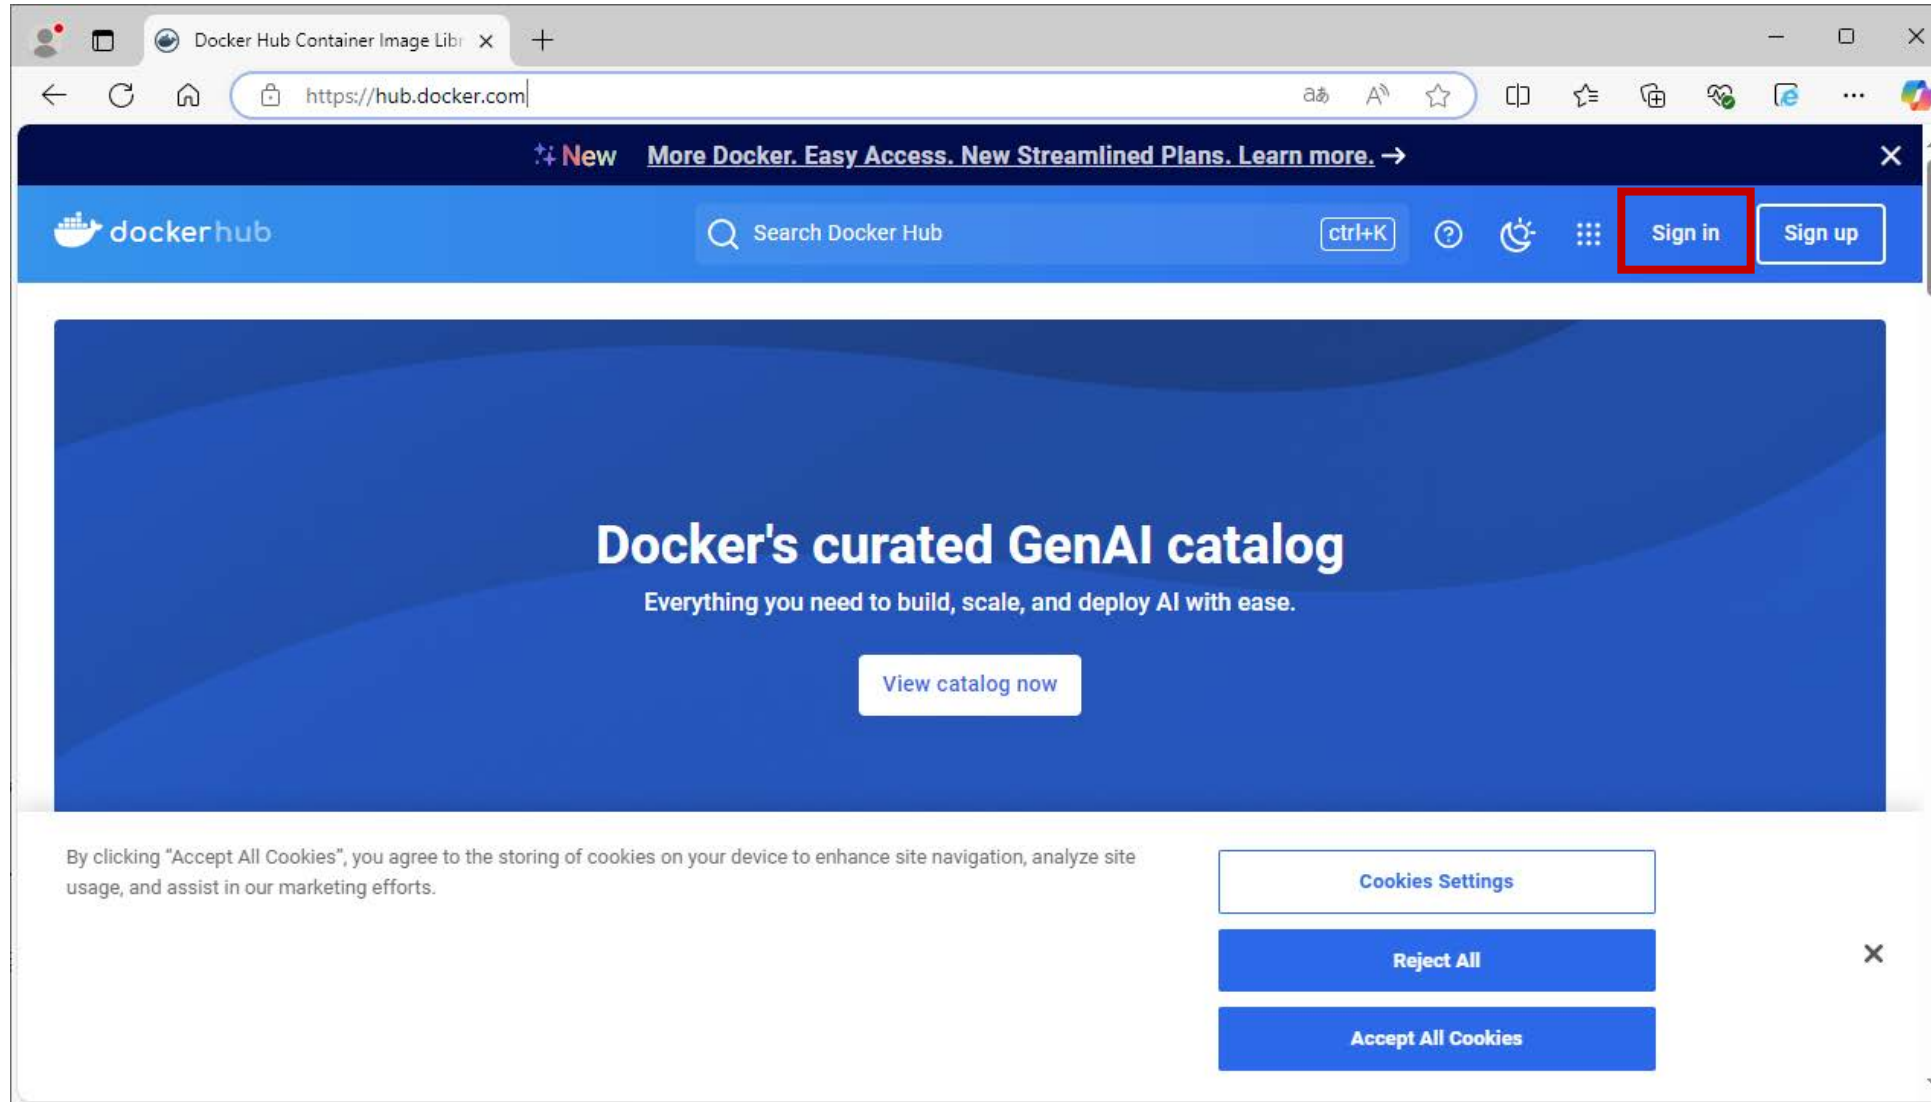 Docker Hub Container Image Libr
https://hub.docker.com
aあ
New More Docker. Easy Access. New Streamlined Plans. Learn more. →
dockerhub
Search Docker Hub
ctrl+K
Sign in
Sign up
Docker's curated GenAI catalog
Everything you need to build, scale, and deploy AI with ease.
View catalog now
By clicking “Accept All Cookies”, you agree to the storing of cookies on your device to enhance site navigation, analyze site
usage, and assist in our marketing efforts.
Cookies Settings
Reject All
Accept All Cookies